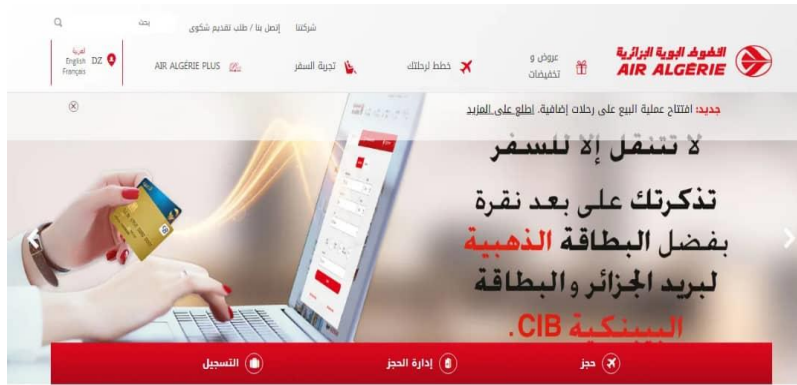 شركتنا إتصل بنا / طلب تقديم شكوى بحث
الخطوط الجوية الجزائرية
AIR ALGÉRIE
عروض و
تخفيضات
خطط لرحلتك
تجربة السفر
AIR ALGÉRIE PLUS
DZ
العربية
English
Français
جديد: افتتاح عملية البيع على رحلات إضافية. اطلع على المزيد
لا تتنقل إلا للسفر
تذكرتك على بعد نقرة
بفضل البطاقة الذهبية
لبريد الجزائر و البطاقة
البيبنكية CIB.
حجز إدارة الحجز التسجيل